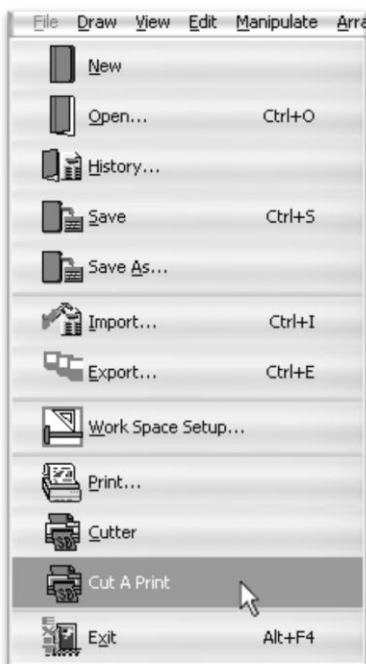 File Draw View Edit Manipulate Arra
New
Open... Ctrl+O
History...
Save Ctrl+S
Save As...
Import... Ctrl+I
Export... Ctrl+E
Work Space Setup...
Print...
Cutter
Cut A Print
Exit Alt+F4